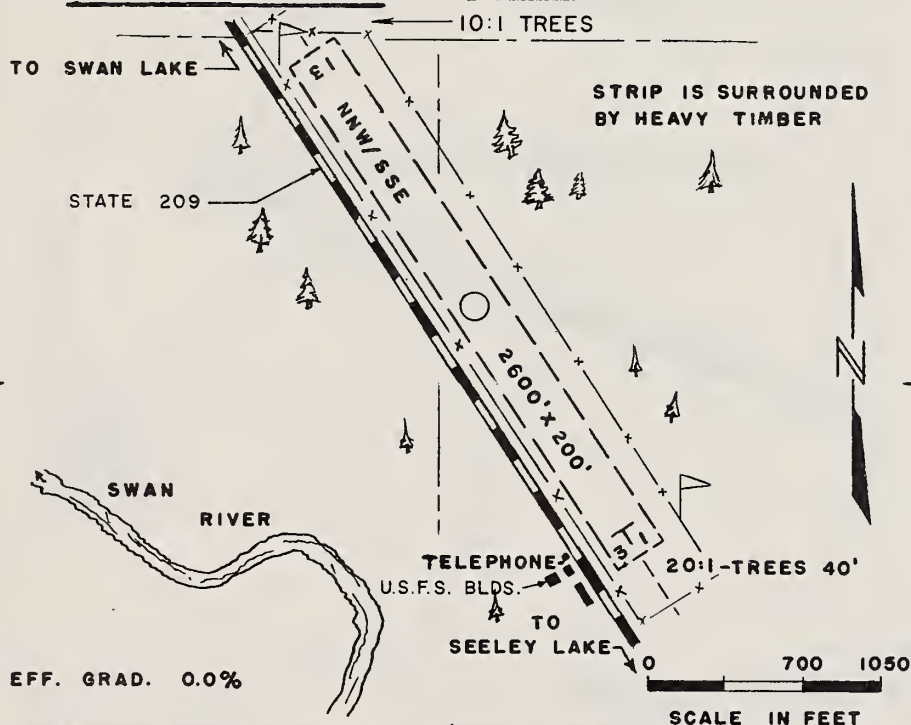 10:1 TREES
TO SWAN LAKE
STRIP IS SURROUNDED
BY HEAVY TIMBER
3
NNW/SSE
STATE 209
N
2600' X 200'
SWAN
RIVER
3
TELEPHONE
20:1-TREES 40'
U.S.F.S. BLDS.
TO
SEELEY LAKE
EFF. GRAD. 0.0%
0 700 1050
SCALE IN FEET